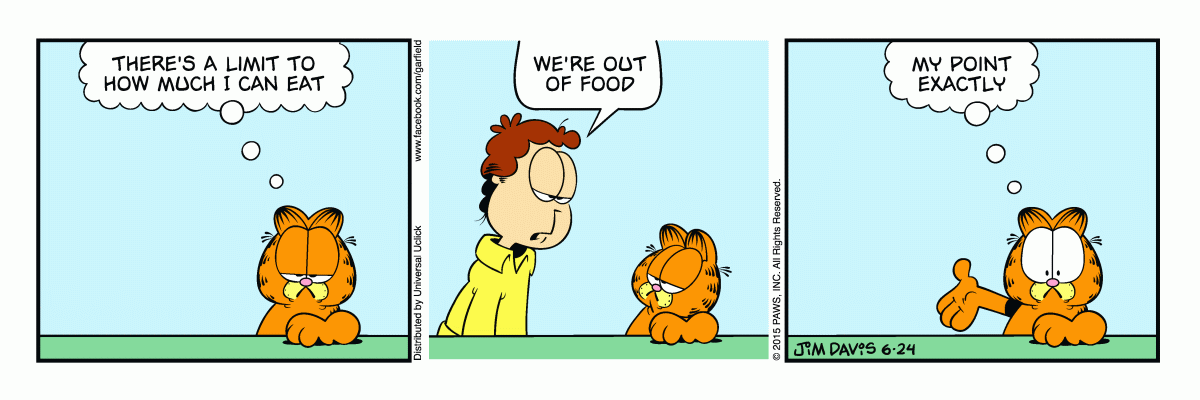 THERE'S A LIMIT TO
HOW MUCH I CAN EAT
www.facebook.com/garfield
Distributed by Universal Uclick
WE'RE OUT
OF FOOD
© 2015 PAWS, INC. All Rights Reserved.
MY POINT
EXACTLY
JIM DAVIS 6-24